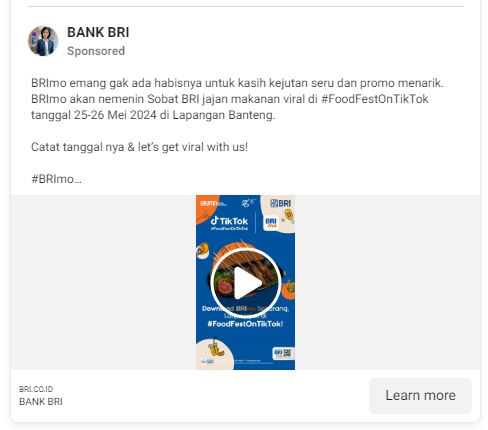 BANK BRI
Sponsored
BRImo emang gak ada habisnya untuk kasih kejutan seru dan promo menarik.
BRImo akan nemenin Sobat BRI jajan makanan viral di #FoodFestOnTikTok
tanggal 25-26 Mei 2024 di Lapangan Banteng.
Catat tanggal nya & let's get viral with us!
#BRImo...
BRI
TikTok
#FoodFestOnTikTok
BRI
mo
Download BRImo Sekarang,
#FoodFestOnTikTok!
BRI
BRI.CO.ID
BANK BRI
Learn more